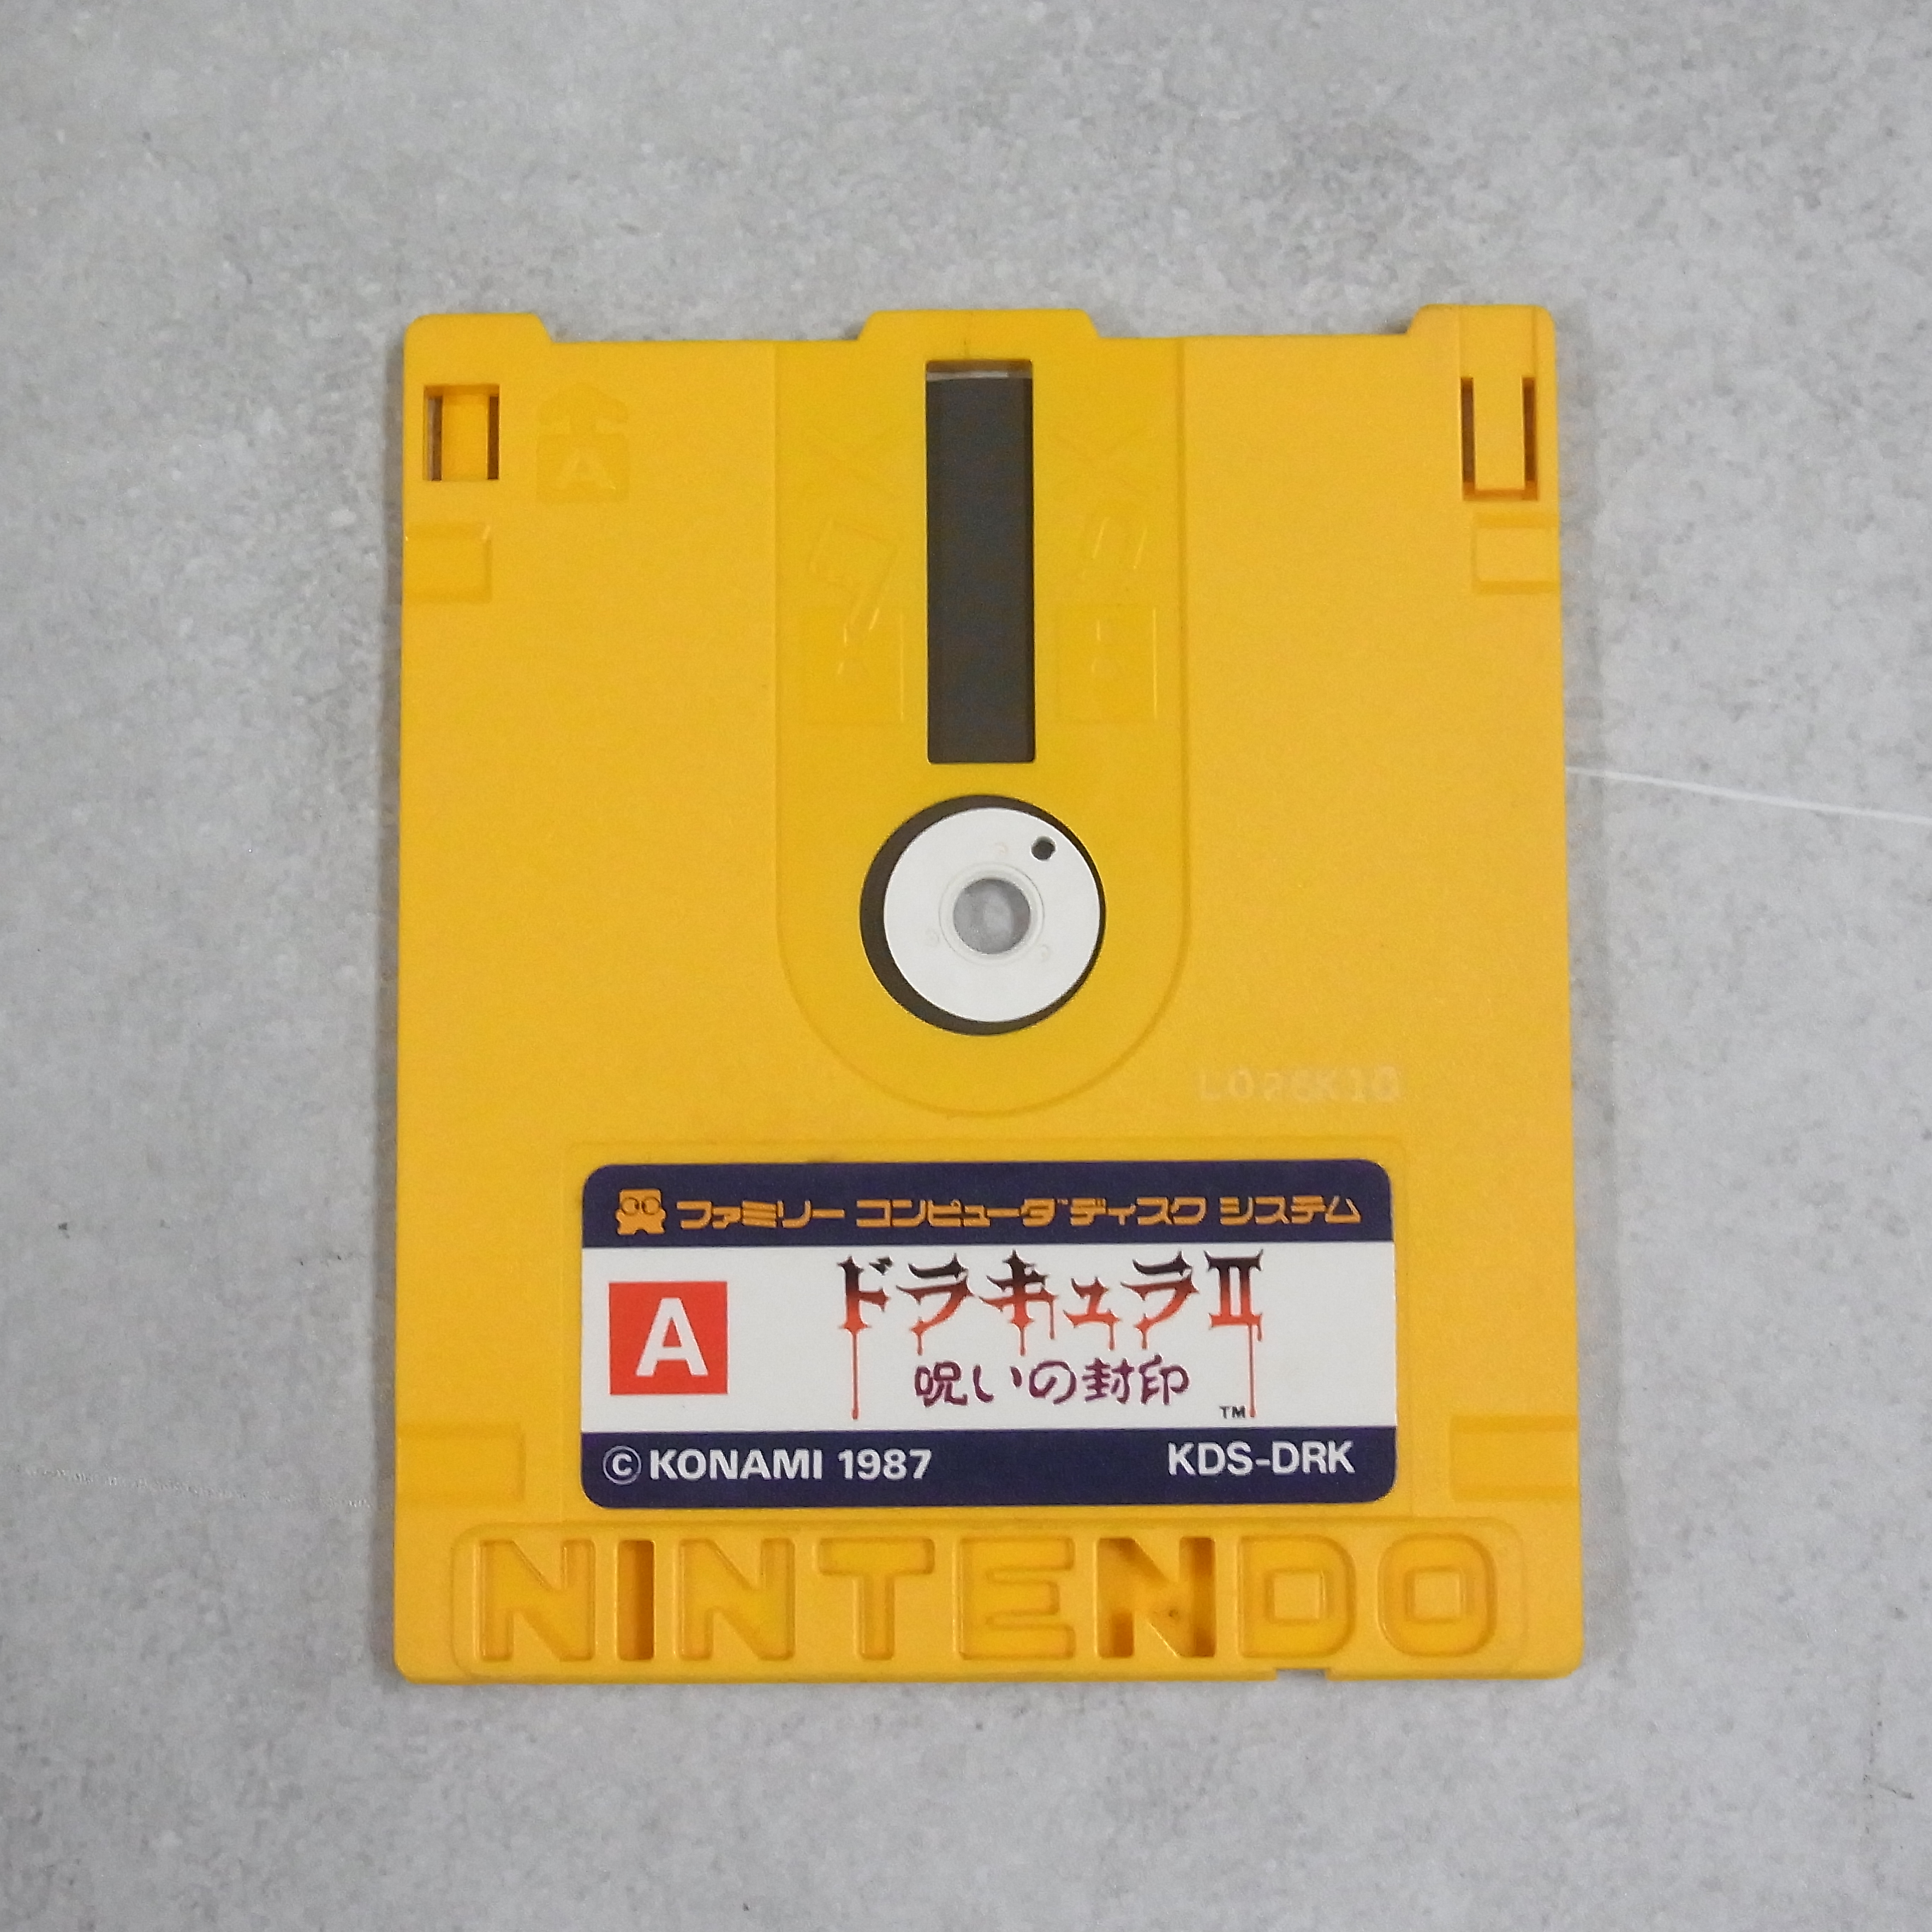 A
L026K10
ファミリー コンピュータ ディスク システム
A
ドラキュラII
呪いの封印
TM
©KONAMI 1987 KDS-DRK
NINTENDO